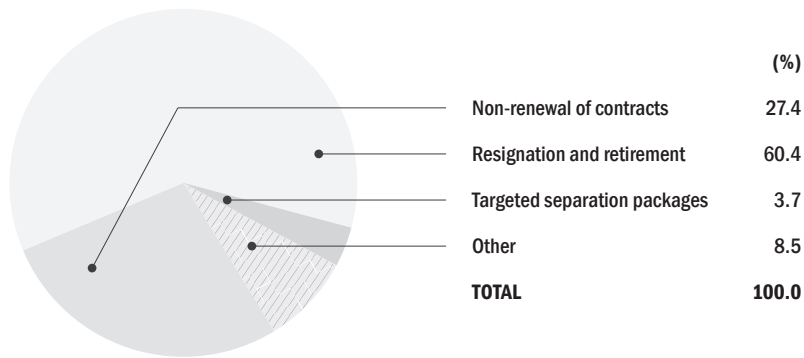 (%)
Non-renewal of contracts 27.4
Resignation and retirement 60.4
Targeted separation packages 3.7
Other 8.5
TOTAL 100.0